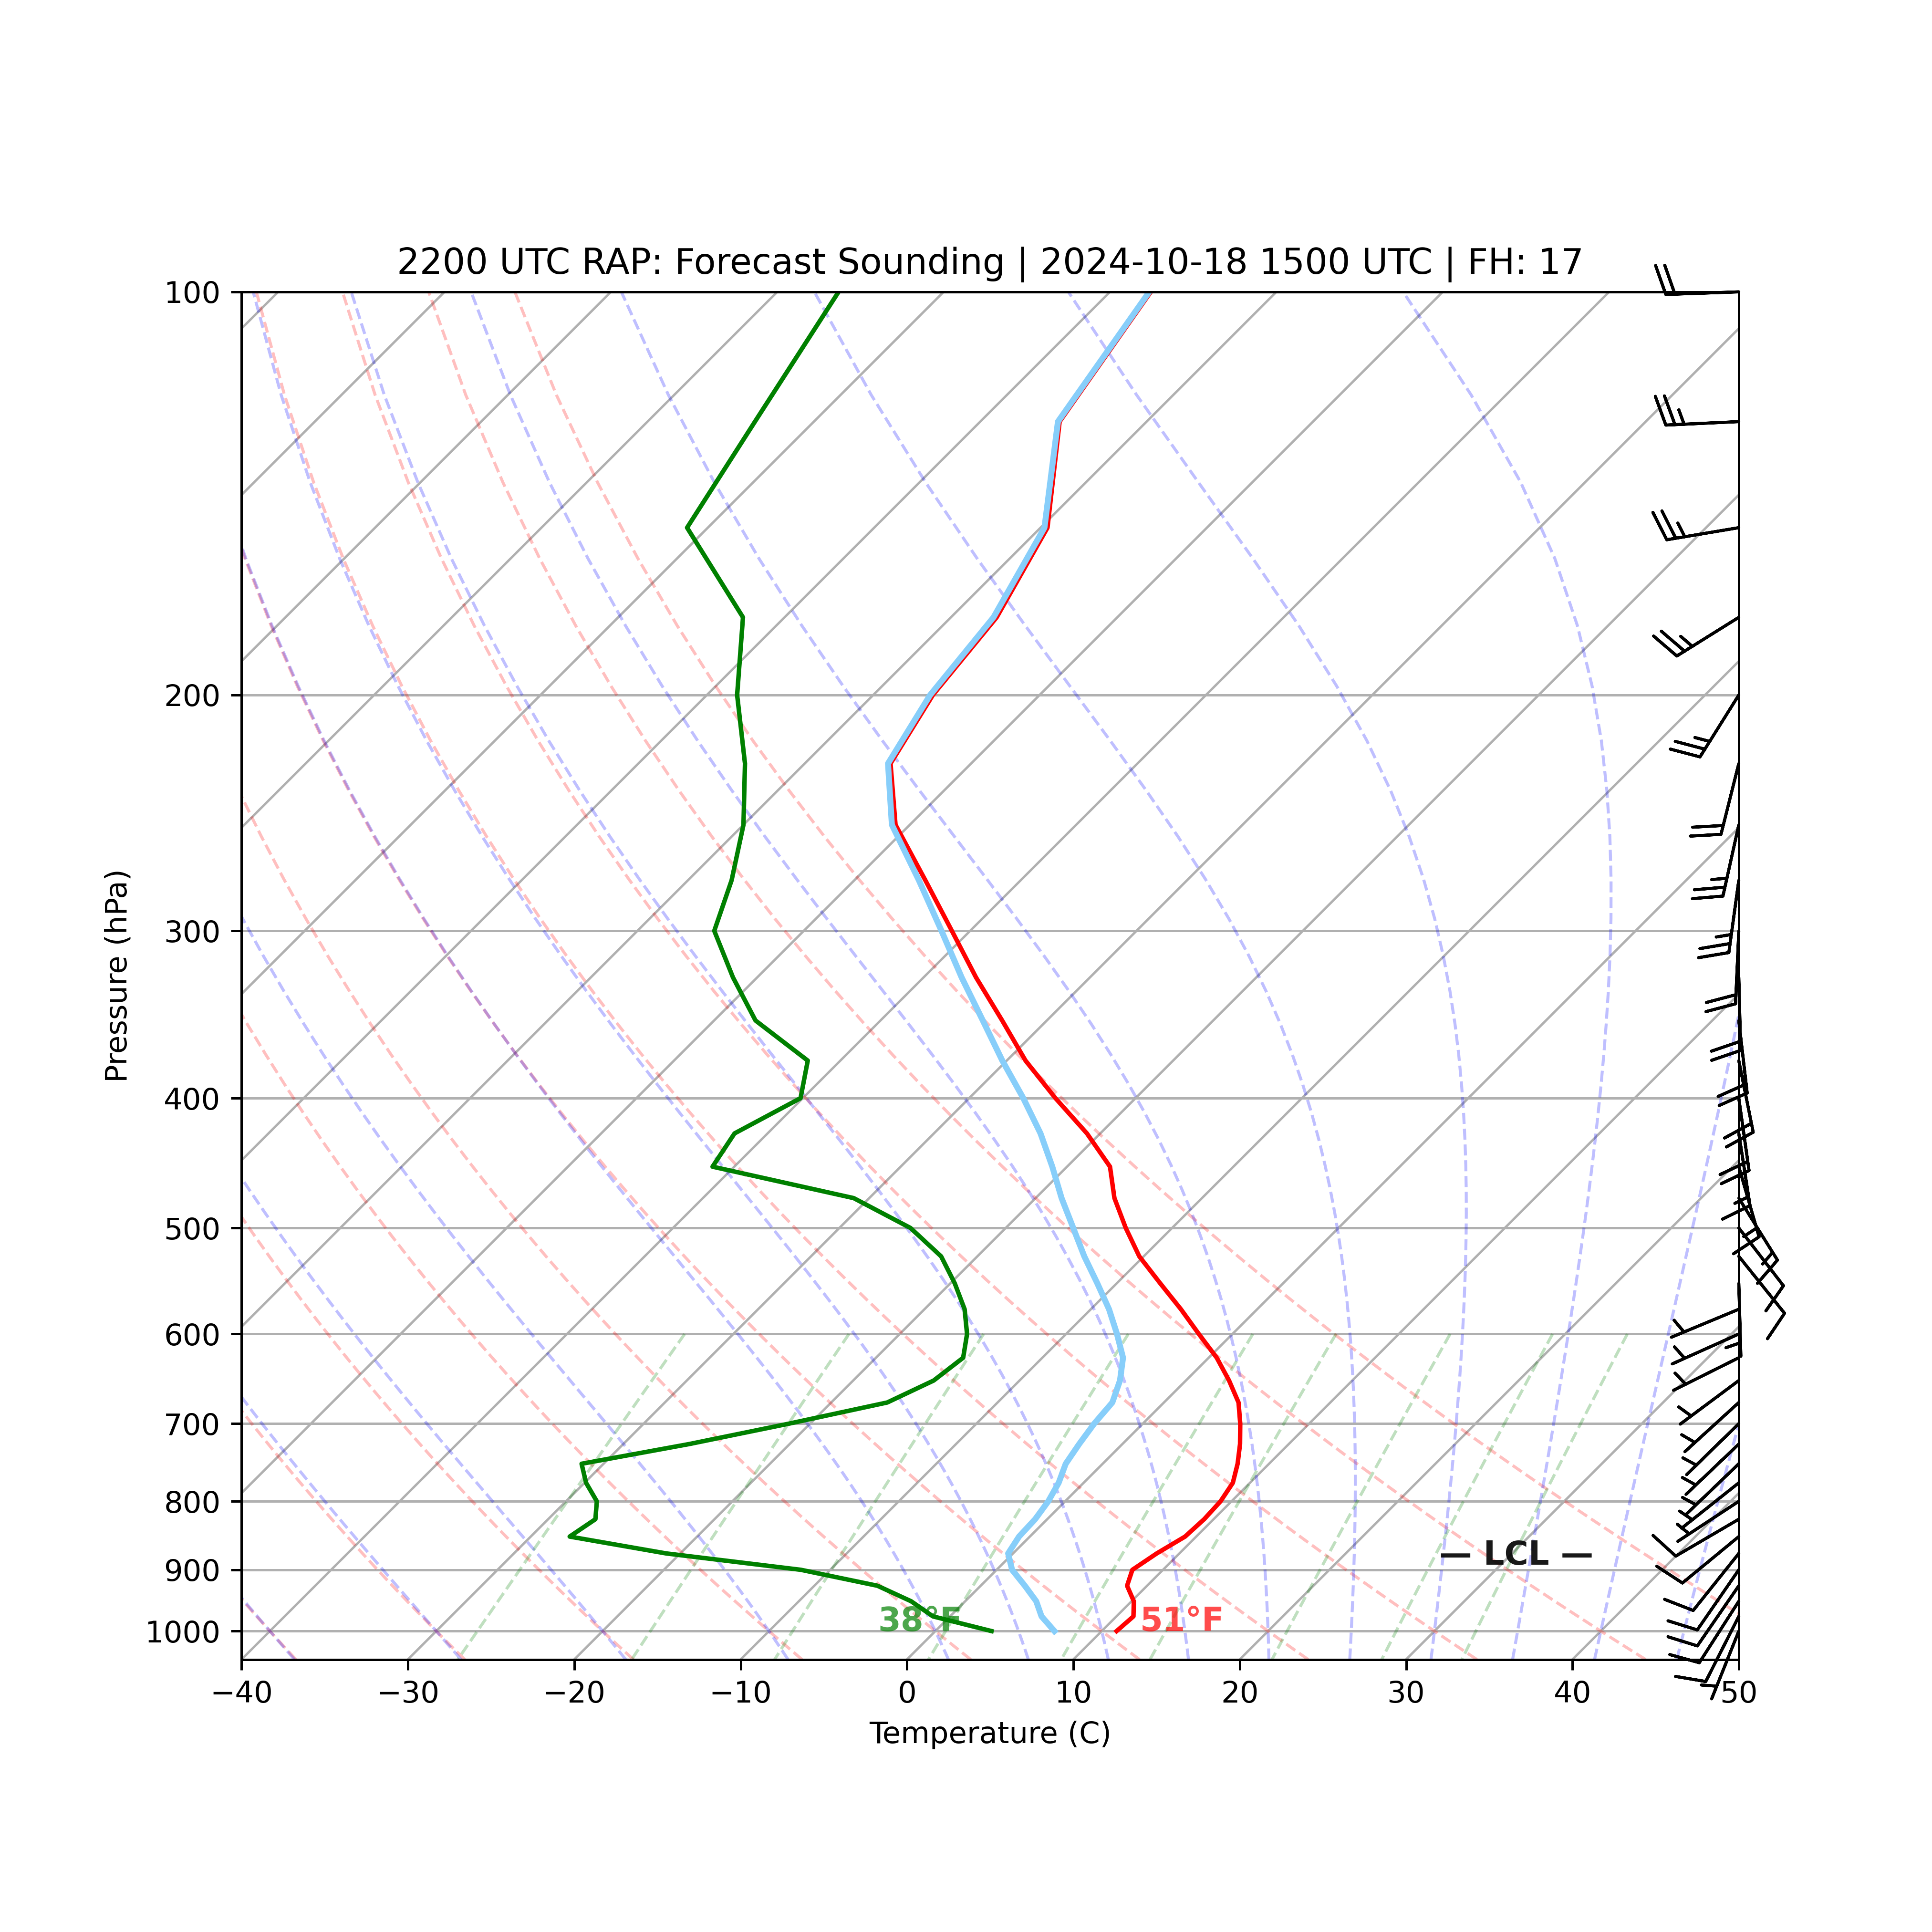 2200 UTC RAP: Forecast Sounding | 2024-10-18 1500 UTC | FH: 17
100
200
300
400
500
600
700
800
900
1000
Pressure (hPa)
— LCL —
38°F
51°F
−40 −30 −20 −10 0 10 20 30 40 50
Temperature (C)